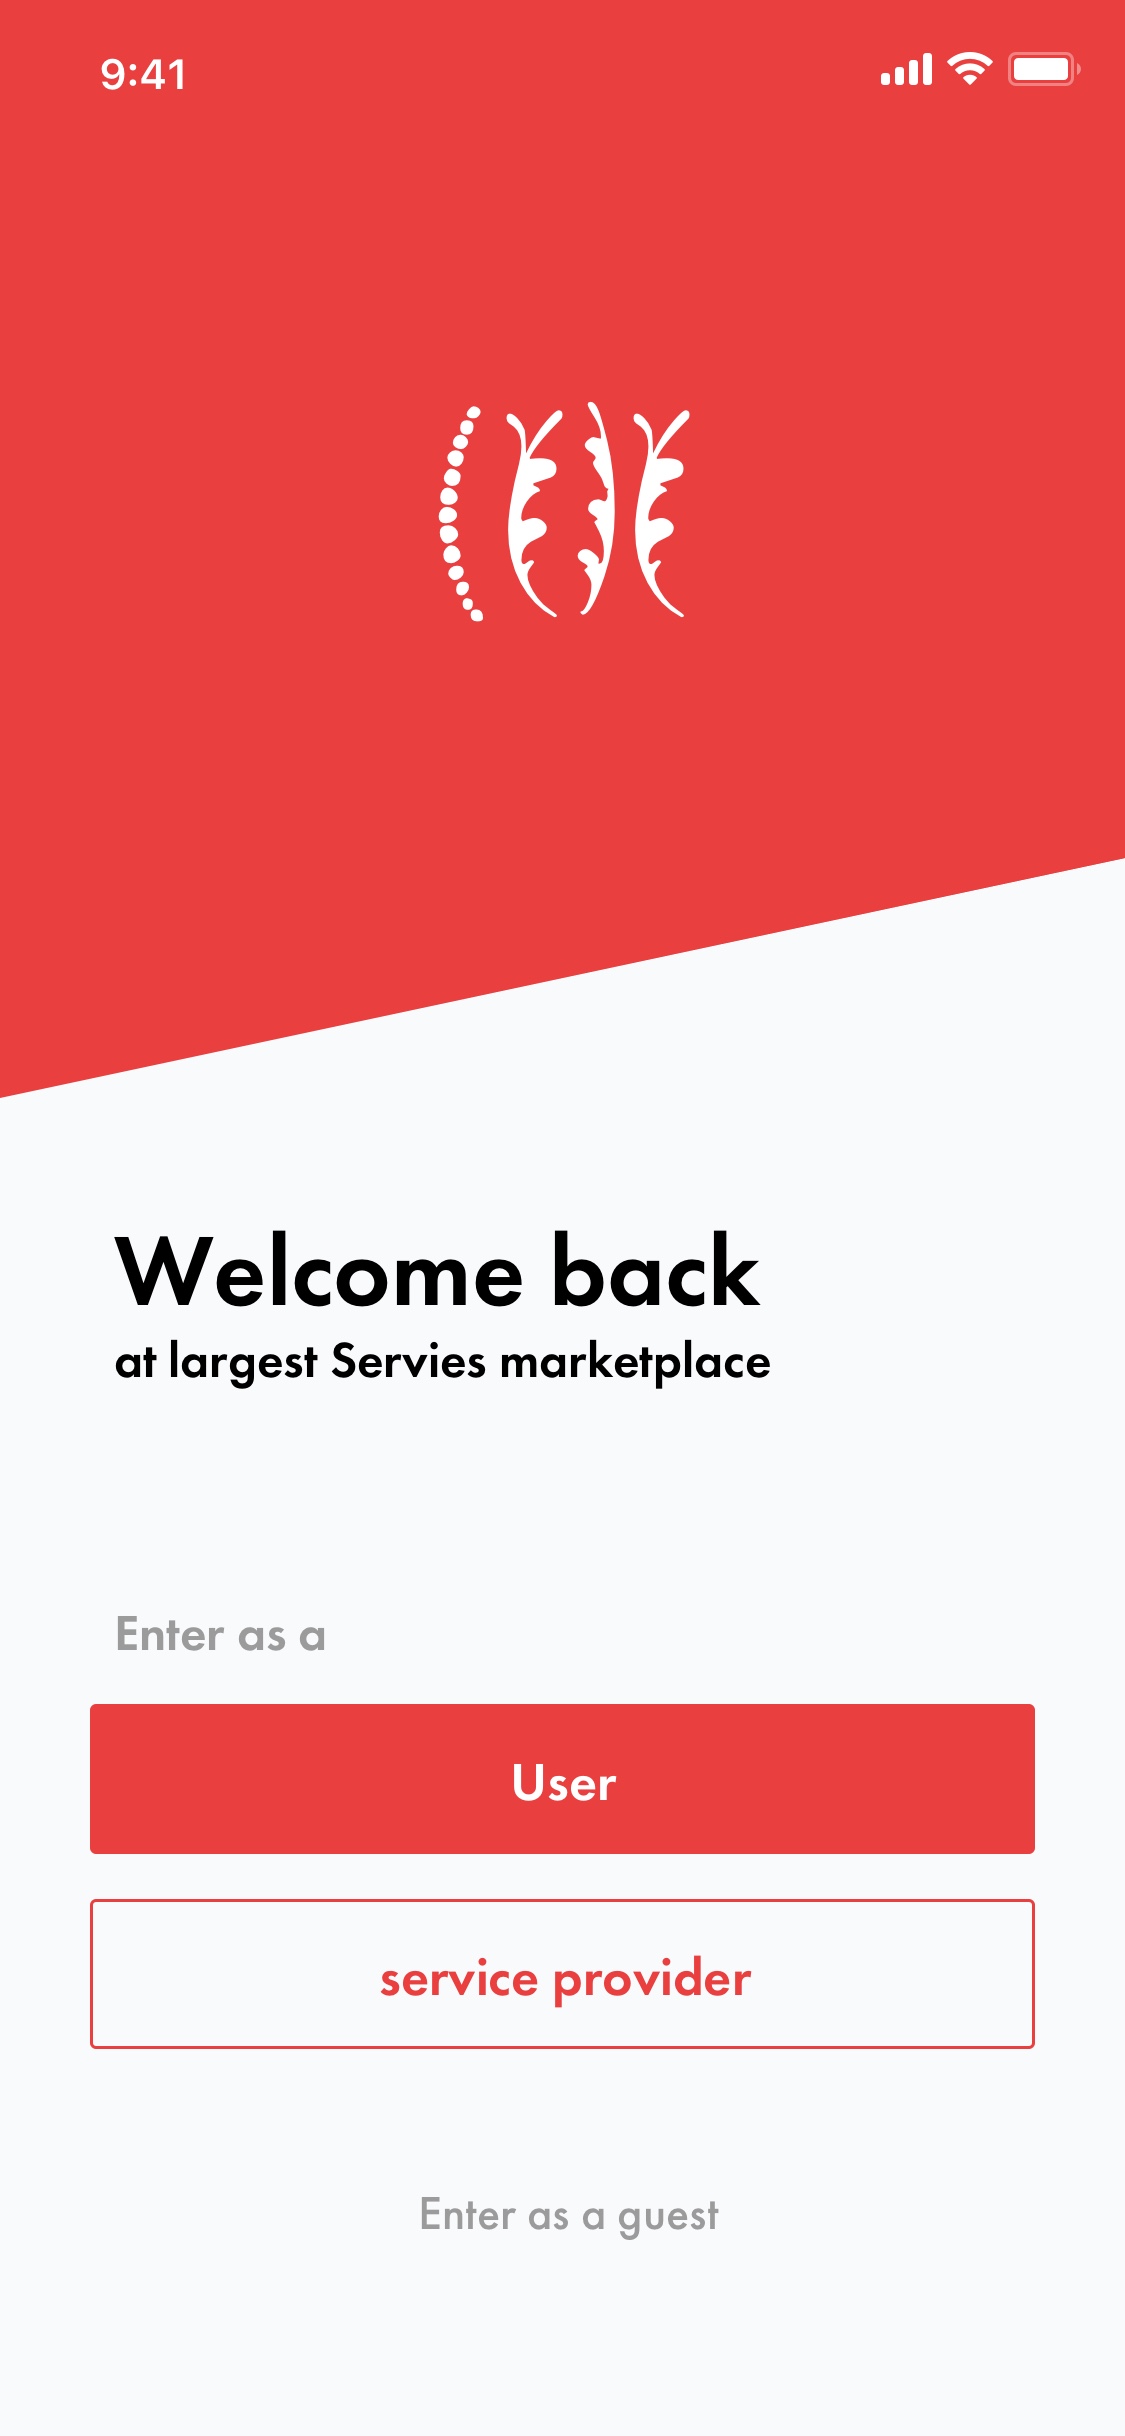 9:41
Welcome back
at largest Servies marketplace
Enter as a
User
service provider
Enter as a guest